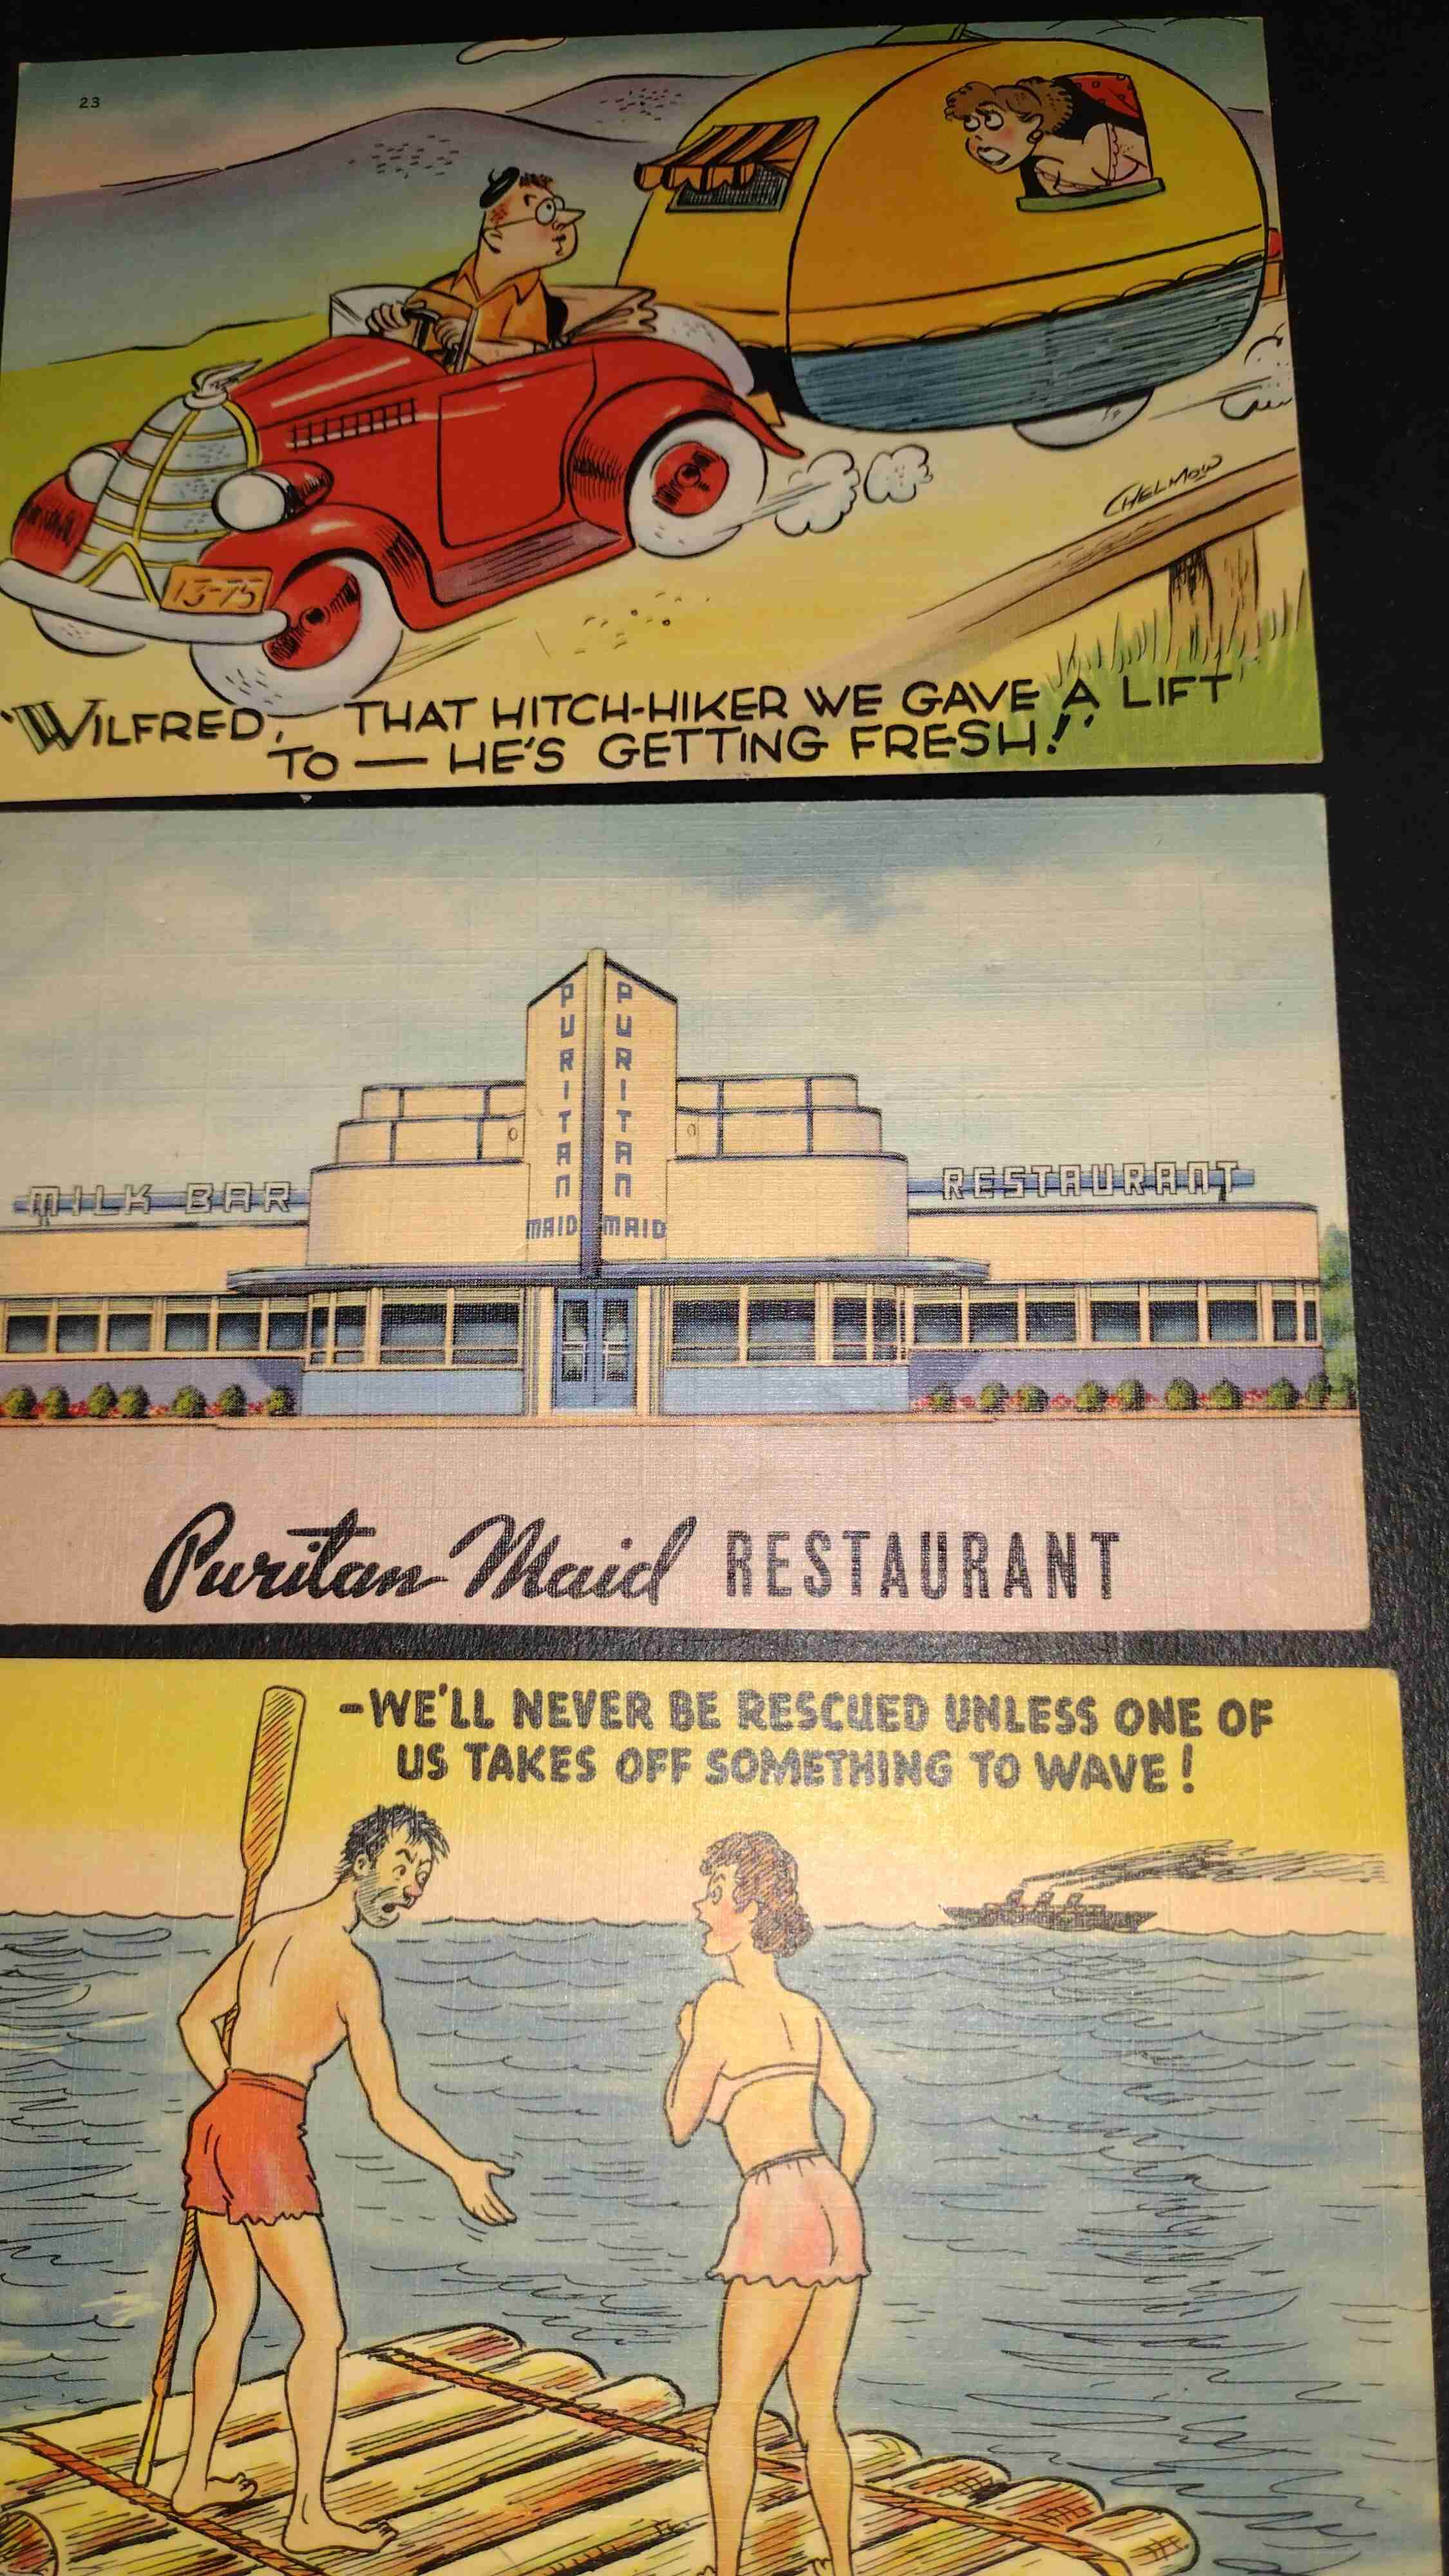 23
13-75
CHELMOW
"WILFRED, — THAT HITCH-HIKER WE GAVE A LIFT
TO — HE'S GETTING FRESH!"
PURITAN PURITAN
MAID MAID
MILK BAR
RESTAURANT
Puritan Maid RESTAURANT
-WE'LL NEVER BE RESCUED UNLESS ONE OF
US TAKES OFF SOMETHING TO WAVE!